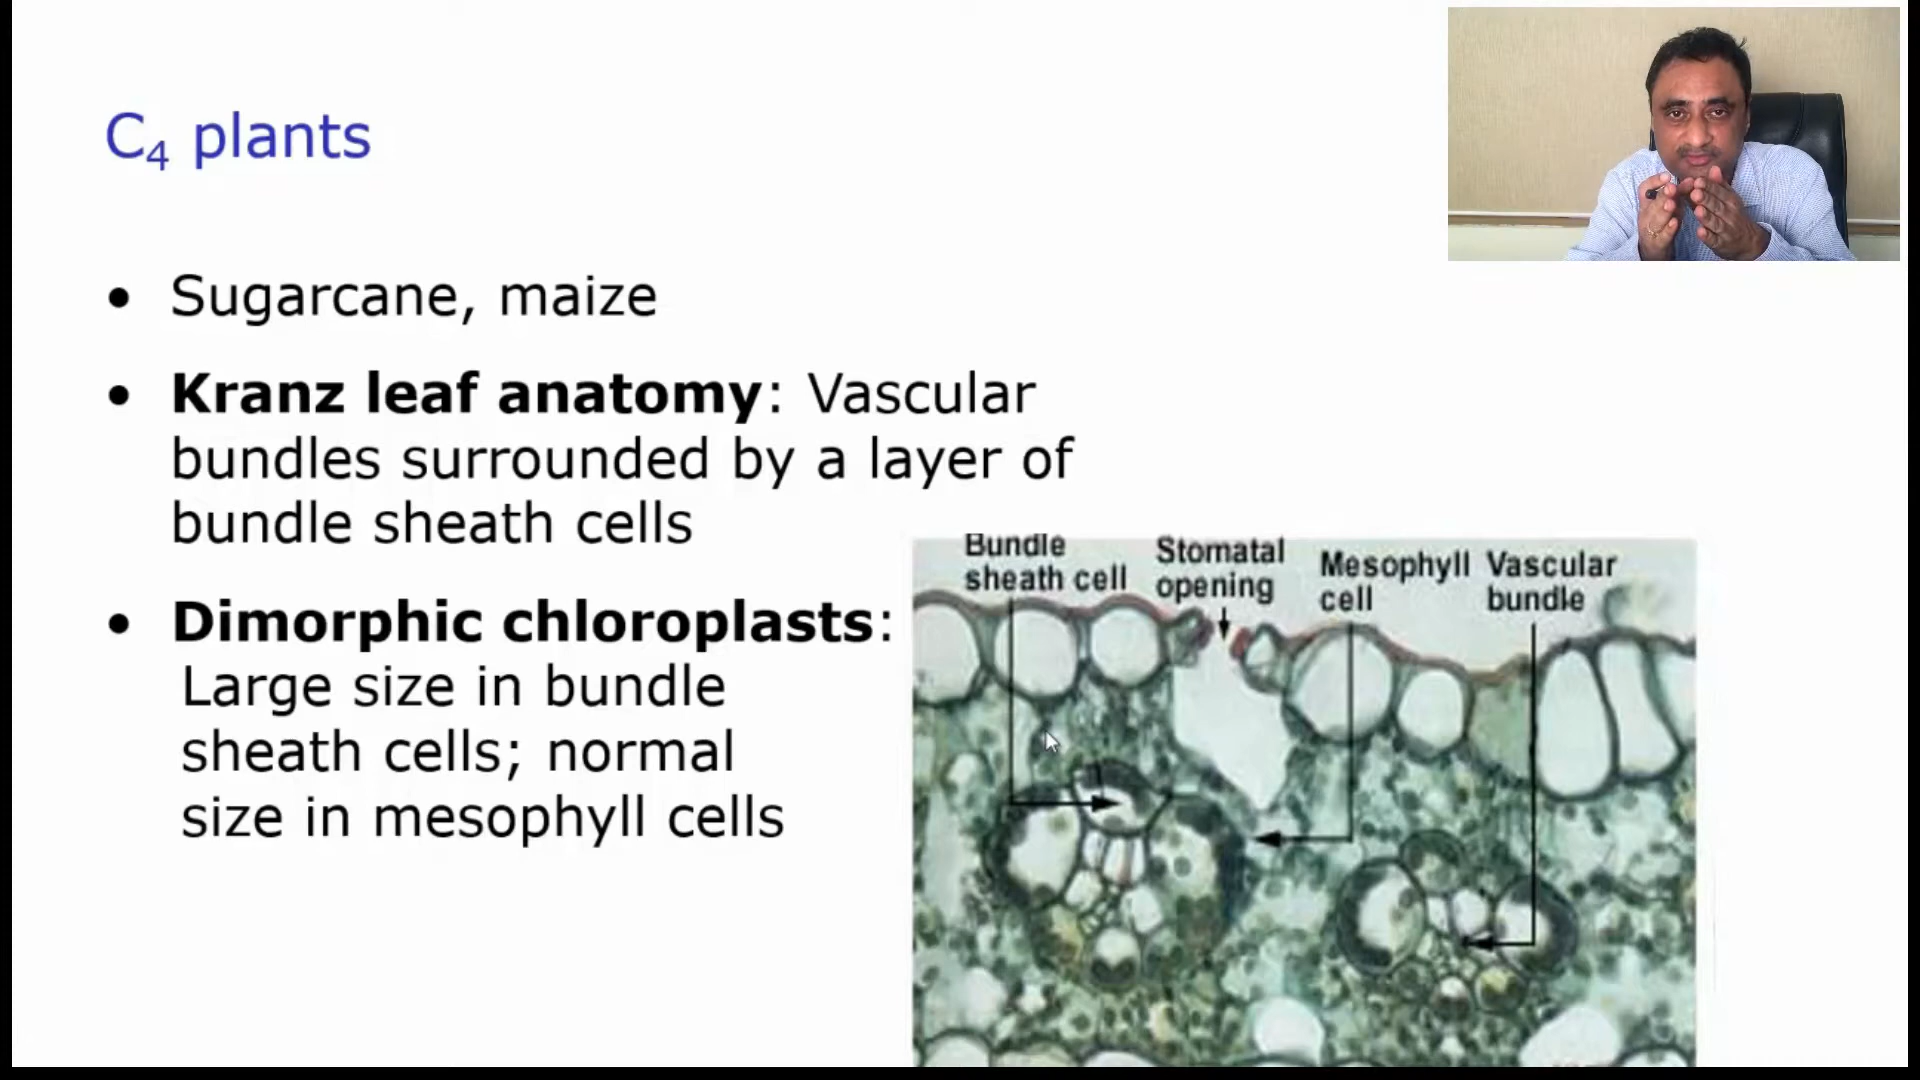 C₄ plants
• Sugarcane, maize
• Kranz leaf anatomy: Vascular
bundles surrounded by a layer of
bundle sheath cells
• Dimorphic chloroplasts:
Large size in bundle
sheath cells; normal
size in mesophyll cells
Bundle
sheath cell
Stomatal
opening
Mesophyll
cell
Vascular
bundle